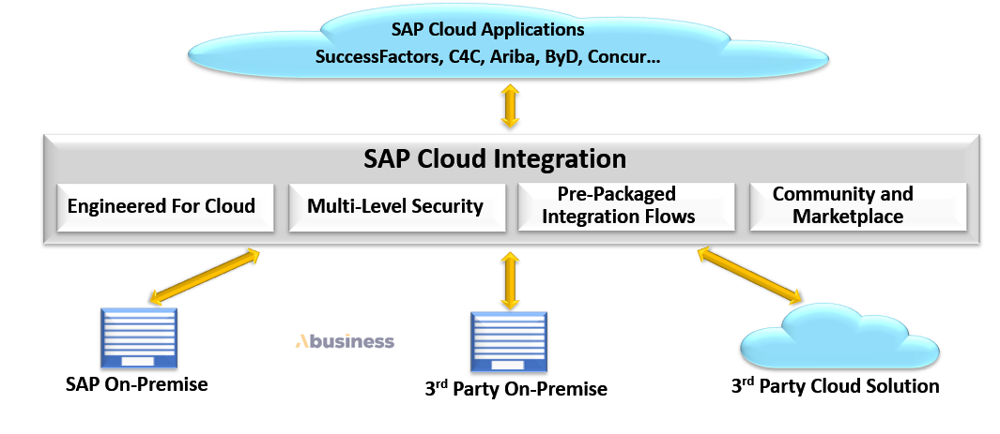 SAP Cloud Applications
SuccessFactors, C4C, Ariba, ByD, Concur...
SAP Cloud Integration
Engineered For Cloud
Multi-Level Security
Pre-Packaged
Integration Flows
Community and
Marketplace
SAP On-Premise
Abusiness
3rd Party On-Premise
3rd Party Cloud Solution